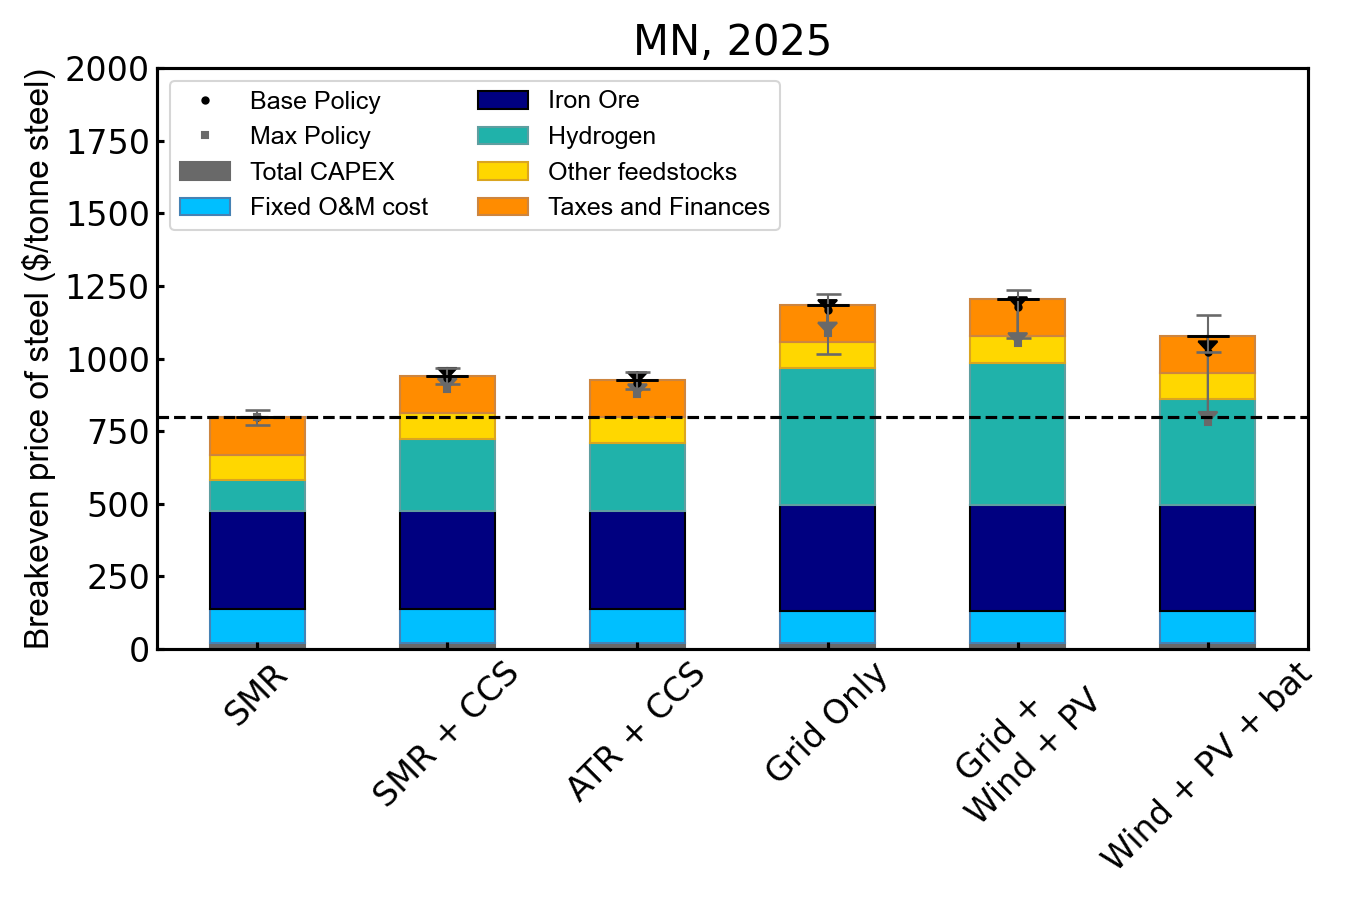 MN, 2025
Breakeven price of steel ($/tonne steel)
2000
1750
1500
1250
1000
750
500
250
0
Base Policy
Max Policy
Total CAPEX
Fixed O&M cost
Iron Ore
Hydrogen
Other feedstocks
Taxes and Finances
SMR
SMR + CCS
ATR + CCS
Grid Only
Grid +
Wind + PV
Wind + PV + bat